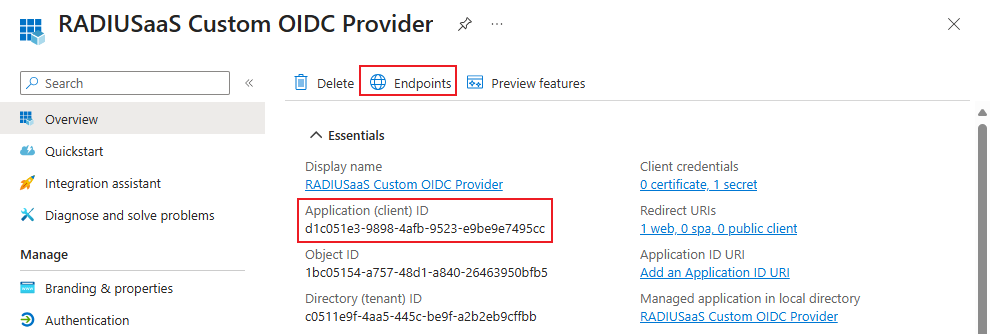 RADIUSaaS Custom OIDC Provider
Search
Delete
Endpoints
Preview features
Overview
Quickstart
Integration assistant
Diagnose and solve problems
Manage
Branding & properties
Authentication
Essentials
Display name
RADIUSaaS Custom OIDC Provider
Application (client) ID
d1c051e3-9898-4afb-9523-e9be9e7495cc
Object ID
1bc05154-a757-48d1-a840-26463950bfb5
Directory (tenant) ID
c0511e9f-4aa5-445c-be9f-a2b2eb9cffbb
Client credentials
0 certificate, 1 secret
Redirect URIs
1 web, 0 spa, 0 public client
Application ID URI
Add an Application ID URI
Managed application in local directory
RADIUSaaS Custom OIDC Provider